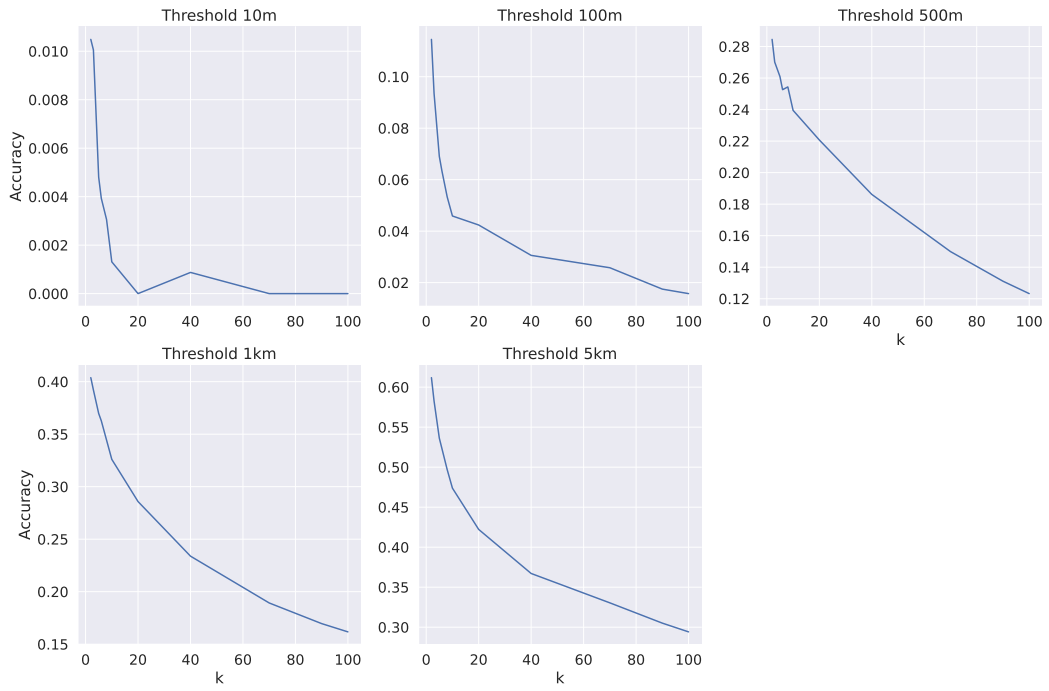 Threshold 10m
Threshold 100m
Threshold 500m
Accuracy
0.010
0.008
0.006
0.004
0.002
0.000
0 20 40 60 80 100
0.10
0.08
0.06
0.04
0.02
0 20 40 60 80 100
0.28
0.26
0.24
0.22
0.20
0.18
0.16
0.14
0.12
0 20 40 60 80 100
k
Threshold 1km
Threshold 5km
Accuracy
0.40
0.35
0.30
0.25
0.20
0.15
0 20 40 60 80 100
k
0.60
0.55
0.50
0.45
0.40
0.35
0.30
0 20 40 60 80 100
k